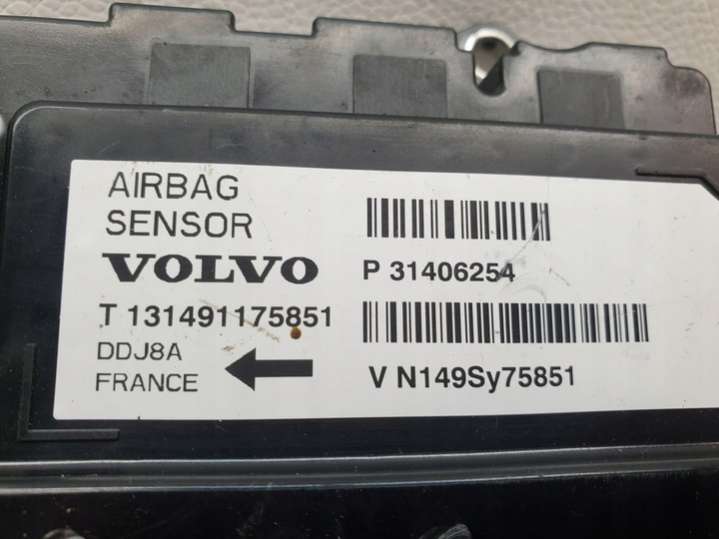 AIRBAG
SENSOR
VOLVO
T 131491175851
DDJ8A
FRANCE
P 31406254
V N149Sy75851